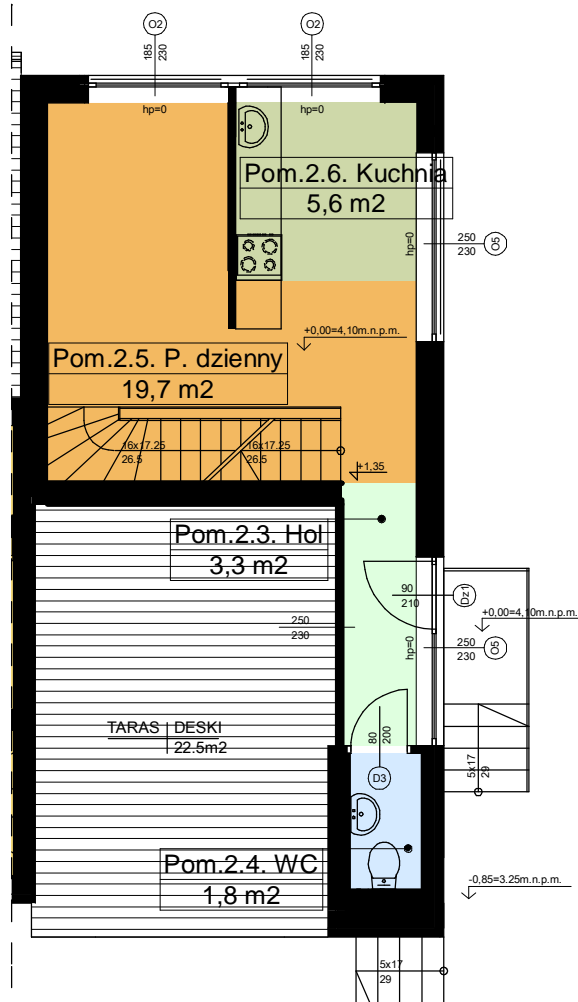 O2
O2
185
230
185
230
hp=0
hp=0
Pom.2.6. Kuchnia
5,6 m2
hp=0
250
230
O5
+0,00=4,10m.n.p.m.
Pom.2.5. P. dzienny
19,7 m2
16x17.25
26.5
16x17.25
26.5
+1,35
Pom.2.3. Hol
3,3 m2
90
210
Dz1
+0,00=4,10m.n.p.m.
250
230
hp=0
250
230
O5
TARAS DESKI
22.5m2
80
200
D3
5x17
29
Pom.2.4. WC
1,8 m2
-0,85=3.25m.n.p.m.
5x17
29